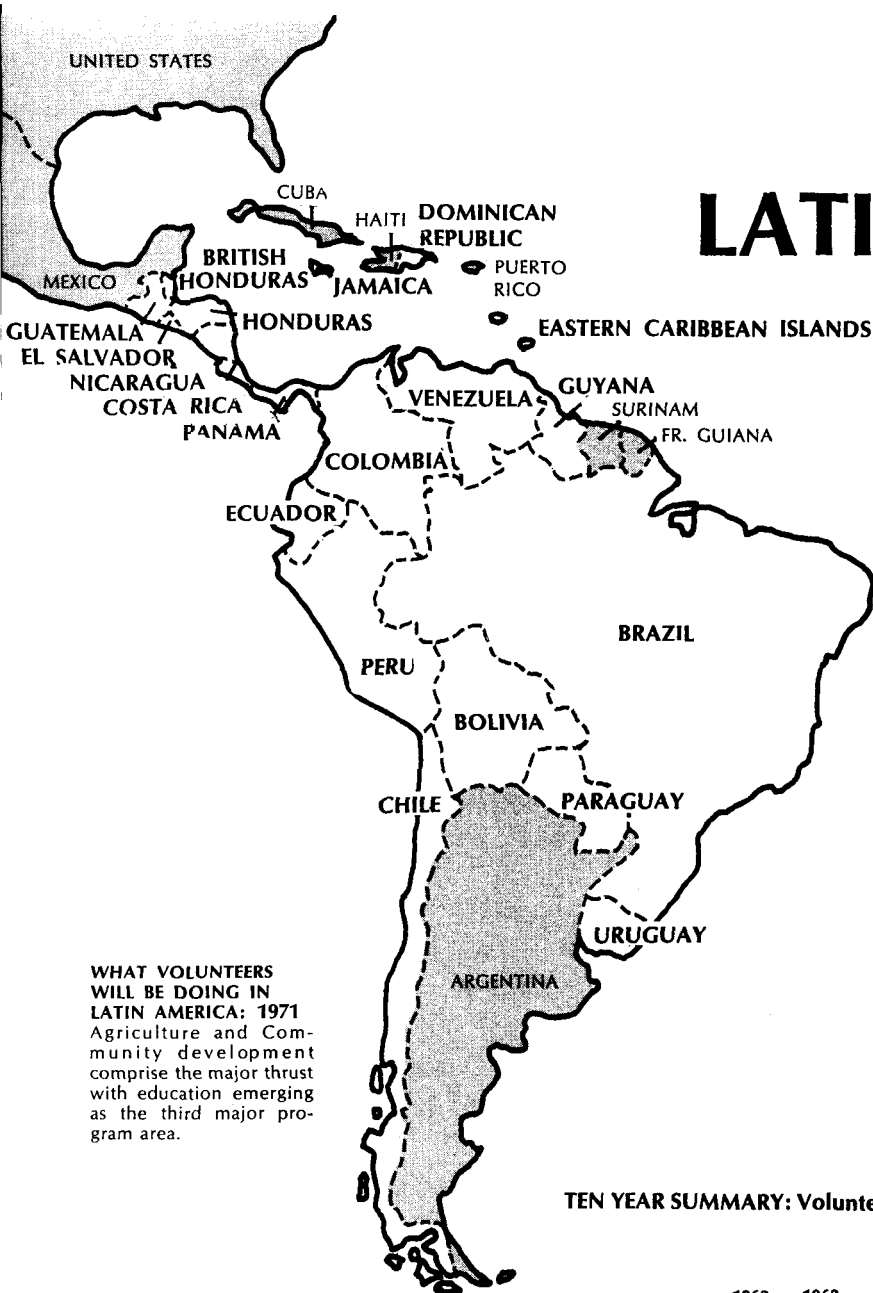 UNITED STATES
LATI
CUBA
HAITI
DOMINICAN
REPUBLIC
PUERTO
RICO
MEXICO
BRITISH
HONDURAS
JAMAICA
HONDURAS
GUATEMALA
EL SALVADOR
NICARAGUA
COSTA RICA
PANAMA
EASTERN CARIBBEAN ISLANDS
VENEZUELA
GUYANA
SURINAM
FR. GUIANA
COLOMBIA
ECUADOR
BRAZIL
PERU
BOLIVIA
CHILE
PARAGUAY
URUGUAY
ARGENTINA
WHAT VOLUNTEERS
WILL BE DOING IN
LATIN AMERICA: 1971
Agriculture and Com-
munity development
comprise the major thrust
with education emerging
as the third major pro-
gram area.
TEN YEAR SUMMARY: Volunte